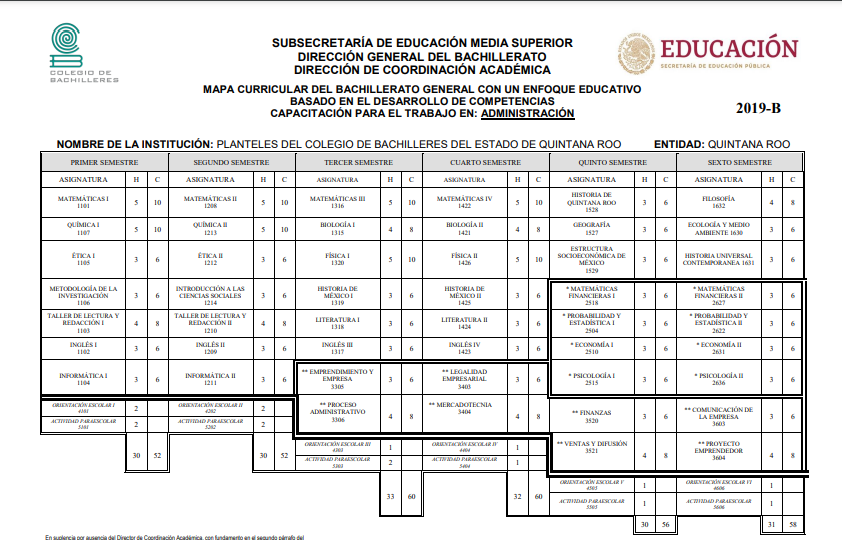 COLEGIO DE
BACHILLERES
SUBSECRETARÍA DE EDUCACIÓN MEDIA SUPERIOR
DIRECCIÓN GENERAL DEL BACHILLERATO
DIRECCIÓN DE COORDINACIÓN ACADÉMICA
EDUCACIÓN
SECRETARÍA DE EDUCACIÓN PÚBLICA
MAPA CURRICULAR DEL BACHILLERATO GENERAL CON UN ENFOQUE EDUCATIVO
BASADO EN EL DESARROLLO DE COMPETENCIAS
CAPACITACIÓN PARA EL TRABAJO EN: ADMINISTRACIÓN
2019-B
NOMBRE DE LA INSTITUCIÓN: PLANTELES DEL COLEGIO DE BACHILLERES DEL ESTADO DE QUINTANA ROO ENTIDAD: QUINTANA ROO
PRIMER SEMESTRE SEGUNDO SEMESTRE TERCER SEMESTRE CUARTO SEMESTRE QUINTO SEMESTRE SEXTO SEMESTRE
ASIGNATURA H C ASIGNATURA H C ASIGNATURA H C ASIGNATURA H C ASIGNATURA H C ASIGNATURA H C
MATEMÁTICAS I 1101 5 10 MATEMÁTICAS II 1208 5 10 MATEMÁTICAS III 1316 5 10 MATEMÁTICAS IV 1422 5 10 HISTORIA DE QUINTANA ROO 1528 3 6 FILOSOFÍA 1632 4 8
QUÍMICA I 1107 5 10 QUÍMICA II 1213 5 10 BIOLOGÍA I 1315 4 8 BIOLOGÍA II 1421 4 8 GEOGRAFÍA 1527 3 6 ECOLOGÍA Y MEDIO AMBIENTE 1630 3 6
ÉTICA I 1105 3 6 ÉTICA II 1212 3 6 FÍSICA I 1320 5 10 FÍSICA II 1426 5 10 ESTRUCTURA SOCIOECONÓMICA DE MÉXICO 1529 3 6 HISTORIA UNIVERSAL CONTEMPORANEA 1631 3 6
METODOLOGÍA DE LA INVESTIGACIÓN 1106 3 6 INTRODUCCIÓN A LAS CIENCIAS SOCIALES 1214 3 6 HISTORIA DE MÉXICO I 1319 3 6 HISTORIA DE MÉXICO II 1425 3 6 * MATEMÁTICAS FINANCIERAS I 2518 3 6 * MATEMÁTICAS FINANCIERAS II 2627 3 6
TALLER DE LECTURA Y REDACCIÓN I 1103 4 8 TALLER DE LECTURA Y REDACCIÓN II 1210 4 8 LITERATURA I 1318 3 6 LITERATURA II 1424 3 6 * PROBABILIDAD Y ESTADÍSTICA I 2504 3 6 * PROBABILIDAD Y ESTADÍSTICA II 2622 3 6
INGLÉS I 1102 3 6 INGLÉS II 1209 3 6 INGLÉS III 1317 3 6 INGLÉS IV 1423 3 6 * ECONOMÍA I 2510 3 6 * ECONOMÍA II 2631 3 6
INFORMÁTICA I 1104 3 6 INFORMÁTICA II 1211 3 6 ** EMPRENDIMIENTO Y EMPRESA 3305 3 6 ** LEGALIDAD EMPRESARIAL 3403 3 6 * PSICOLOGÍA I 2515 3 6 * PSICOLOGÍA II 2636 3 6
ORIENTACIÓN ESCOLAR I 4101 2 ORIENTACIÓN ESCOLAR II 4202 2 ** PROCESO ADMINISTRATIVO 3306 4 8 ** MERCADOTECNIA 3404 4 8 ** FINANZAS 3520 3 6 ** COMUNICACIÓN DE LA EMPRESA 3603 3 6
ACTIVIDAD PARAESCOLAR 5101 2 ACTIVIDAD PARAESCOLAR 5202 2
ORIENTACIÓN ESCOLAR III 4303 1 ORIENTACIÓN ESCOLAR IV 4404 1 ** VENTAS Y DIFUSIÓN 3521 4 8 ** PROYECTO EMPRENDEDOR 3604 4 8
30 52 30 52 ACTIVIDAD PARAESCOLAR 5303 2 ACTIVIDAD PARAESCOLAR 5404 1
ORIENTACIÓN ESCOLAR V 4505 1 ORIENTACIÓN ESCOLAR VI 4606 1
33 60 32 60 ACTIVIDAD PARAESCOLAR 5505 1 ACTIVIDAD PARAESCOLAR 5606 1
30 56 31 58
En suplencia por ausencia del Director de Coordinación Académica, con fundamento en el segundo párrafo del